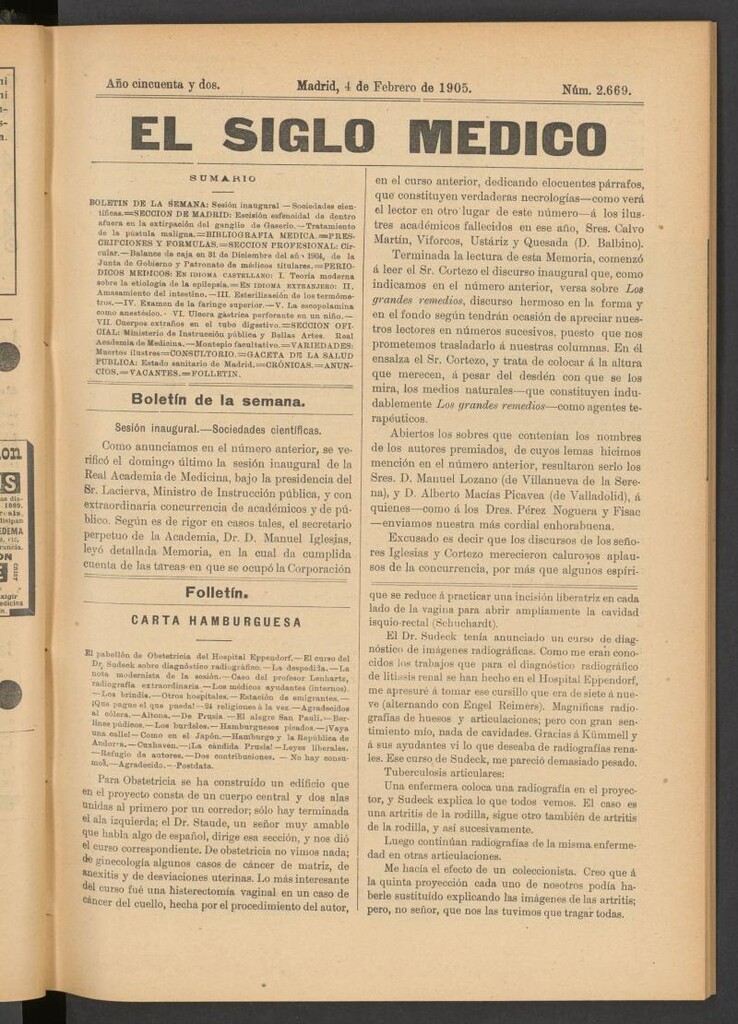 Año cincuenta y dos.
Madrid, 4 de Febrero de 1905.
Núm. 2.669.
EL SIGLO MEDICO
SUMARIO
BOLETIN DE LA SEMANA: Sesión inaugural.—Sociedades cien-
tíficas.=SECCION DE MADRID: Escisión esfenoidal de dentro
afuera en la extirpación del ganglio de Gaserio.—Tratamiento
de la pústula maligna.=BIBLIOGRAFIA MEDICA.=PRES-
CRIPCIONES Y FORMULAS.=SECCION PROFESIONAL: Cir-
cular.—Balance de caja en 31 de Diciembre del año 1904, de
la Junta de Gobierno y Patronato de médicos titulares.=PERIO-
DICOS MEDICOS: EN IDIOMA CASTELLANO: I. Teoría moderna
sobre la etiología de la epilepsia.=EN IDIOMA EXTRANJERO: II.
Amasamiento del intestino.—III. Esterilización de los termóme-
tros.—IV. Examen de la faringe superior.—V. La escopolamina
como anestésico.- VI. Ulcera gástrica perforante en un niño.—
VII. Cuerpos extraños en el tubo digestivo.=SECCION OFI-
CIAL: Ministerio de Instrucción pública y Bellas Artes. Real
Academia de Medicina.—Montepío facultativo.=VARIEDADES:
Muertos ilustres=CONSULTORIO.=GACETA DE LA SALUD
PUBLICA: Estado sanitario de Madrid.=CRÓNICAS.=ANUN-
CIOS.=VACANTES.=FOLLETIN.
Boletín de la semana.
Sesión inaugural.—Sociedades científicas.
Como anunciamos en el número anterior, se ve-
rificó el domingo último la sesión inaugural de la
Real Academia de Medicina, bajo la presidencia del
Sr. Lacierva, Ministro de Instrucción pública, y con
extraordinaria concurrencia de académicos y de pú-
blico. Según es de rigor en casos tales, el secretario
perpetuo de la Academia, Dr. D. Manuel Iglesias,
leyó detallada Memoria, en la cual da cumplida
cuenta de las tareas en que se ocupó la Corporación
en el curso anterior, dedicando elocuentes párrafos,
que constituyen verdaderas necrologías—como verá
el lector en otro lugar de este número—á los ilus-
tres académicos fallecidos en ese año, Sres. Calvo
Martín, Viforcos, Ustáriz y Quesada (D. Balbino).
Terminada la lectura de esta Memoria, comenzó
á leer el Sr. Cortezo el discurso inaugural que, como
indicamos en el número anterior, versa sobre Los
grandes remedios, discurso hermoso en la forma y
en el fondo según tendrán ocasión de apreciar nues-
tros lectores en números sucesivos, puesto que nos
prometemos trasladarlo á nuestras columnas. En él
ensalza el Sr. Cortezo, y trata de colocar á la altura
que merecen, á pesar del desdén con que se los
mira, los medios naturales—que constituyen indu-
dablemente Los grandes remedios—como agentes te-
rapéuticos.
Abiertos los sobres que contenían los nombres
de los autores premiados, de cuyos lemas hicimos
mención en el número anterior, resultaron serlo los
Sres. D. Manuel Lozano (de Villanueva de la Sere-
na), y D. Alberto Macías Picavea (de Valladolid), á
quienes—como á los Dres. Pérez Noguera y Fisac
—enviamos nuestra más cordial enhorabuena.
Excusado es decir que los discursos de los seño-
res Iglesias y Cortezo merecieron calurosos aplau-
sos de la concurrencia, por más que algunos espíri-
Folletín.
CARTA HAMBURGUESA
El pabellón de Obstetricia del Hospital Eppendorf.—El curso del
Dr. Sudeck sobre diagnóstico radiográfico.—La despedida.—La
nota modernista de la sesión.—Caso del profesor Lenhartz,
radiografía extraordinaria.—Los médicos ayudantes (internos).
—Los brindis.—Otros hospitales.—Estación de emigrantes.—
¡Que pague el que pueda!—24 religiones á la vez.—Agradecidos
al cólera.—Altona.—De Prusia.—El alegre San Pauli.—Ber-
lines púdicos.—Los burdeles.—Hamburgueses picados.—¡Vaya
una calle!—Como en el Japón.—Hamburgo y la República de
Andorra.—Cuxhaven.—¡La cándida Prusia!—Leyes liberales.
—Refugio de autores.—Dos contribuciones.—No hay consu-
mos.—Agradecido.—Postdata.
Para Obstetricia se ha construído un edificio que
en proyecto consta de un cuerpo central y dos alas
unidas al primero por un corredor; sólo hay terminada
el ala izquierda; el Dr. Staude, un señor muy amable
que habla algo de español, dirige esa sección, y nos dió
el curso correspondiente. De obstetricia no vimos nada;
de ginecología algunos casos de cáncer de matriz, de
anexitis y de desviaciones uterinas. Lo más interesante
del curso fué una histerectomía vaginal en un caso de
cáncer del cuello, hecha por el procedimiento del autor,
que se reduce á practicar una incisión liberatriz en cada
lado de la vagina para abrir ampliamente la cavidad
isquio-rectal (Schuchardt).
El Dr. Sudeck tenía anunciado un curso de diag-
nóstico de imágenes radiográficas. Como me eran cono-
cidos los trabajos que para el diagnóstico radiográfico
de litiasis renal se han hecho en el Hospital Eppendorf,
me apresuré á tomar ese cursillo que era de siete á nue-
ve (alternando con Engel Reimers). Magníficas radio-
grafías de huesos y articulaciones; pero con gran sen-
timiento mío, nada de cavidades. Gracias á Kümmell y
á sus ayudantes vi lo que deseaba de radiografías rena-
les. Ese curso de Sudeck, me pareció demasiado pesado.
Tuberculosis articulares:
Una enfermera coloca una radiografía en el proyec-
tor, y Sudeck explica lo que todos vemos. El caso es
una artritis de la rodilla, sigue otro también de artritis
de la rodilla, y así sucesivamente.
Luego continúan radiografías de la misma enferme-
dad en otras articulaciones.
Me hacía el efecto de un coleccionista. Creo que á
la quinta proyección cada uno de nosotros podía ha-
berle sustituído explicando las imágenes de las artritis;
pero, no señor, que nos las tuvimos que tragar todas.